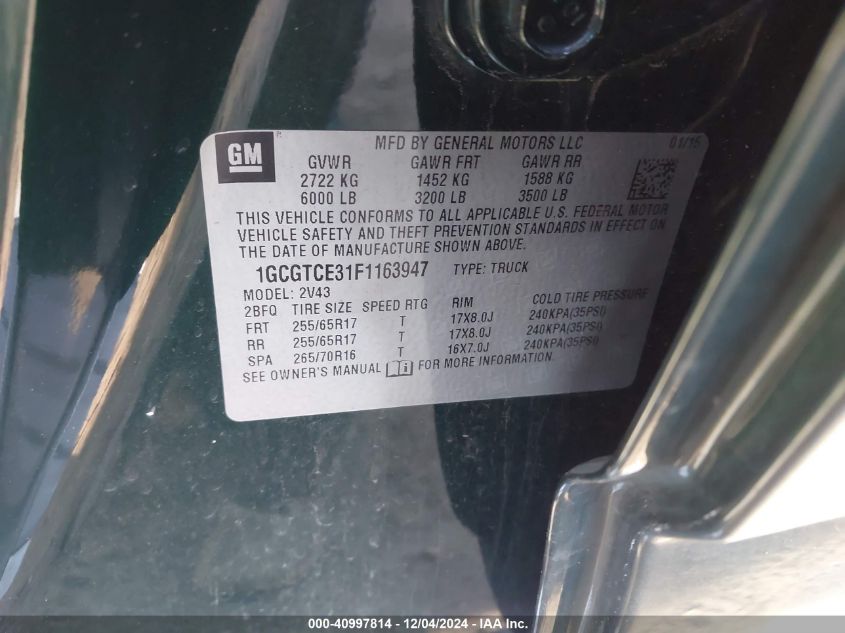 GM
MFD BY GENERAL MOTORS LLC 01/15
GVWR GAWR FRT GAWR RR
2722 KG 1452 KG 1588 KG
6000 LB 3200 LB 3500 LB
THIS VEHICLE CONFORMS TO ALL APPLICABLE U.S. FEDERAL MOTOR
VEHICLE SAFETY AND THEFT PREVENTION STANDARDS IN EFFECT ON
THE DATE OF MANUFACTURE SHOWN ABOVE.
1GCGTCE31F1163947 TYPE: TRUCK
MODEL: 2V43
2BFQ TIRE SIZE SPEED RTG RIM COLD TIRE PRESSURE
FRT 255/65R17 T 17X8.0J 240KPA(35PSI)
RR 255/65R17 T 17X8.0J 240KPA(35PSI)
SPA 265/70R16 T 16X7.0J 240KPA(35PSI)
SEE OWNER'S MANUAL FOR MORE INFORMATION.
000-40997814 - 12/04/2024 - IAA Inc.